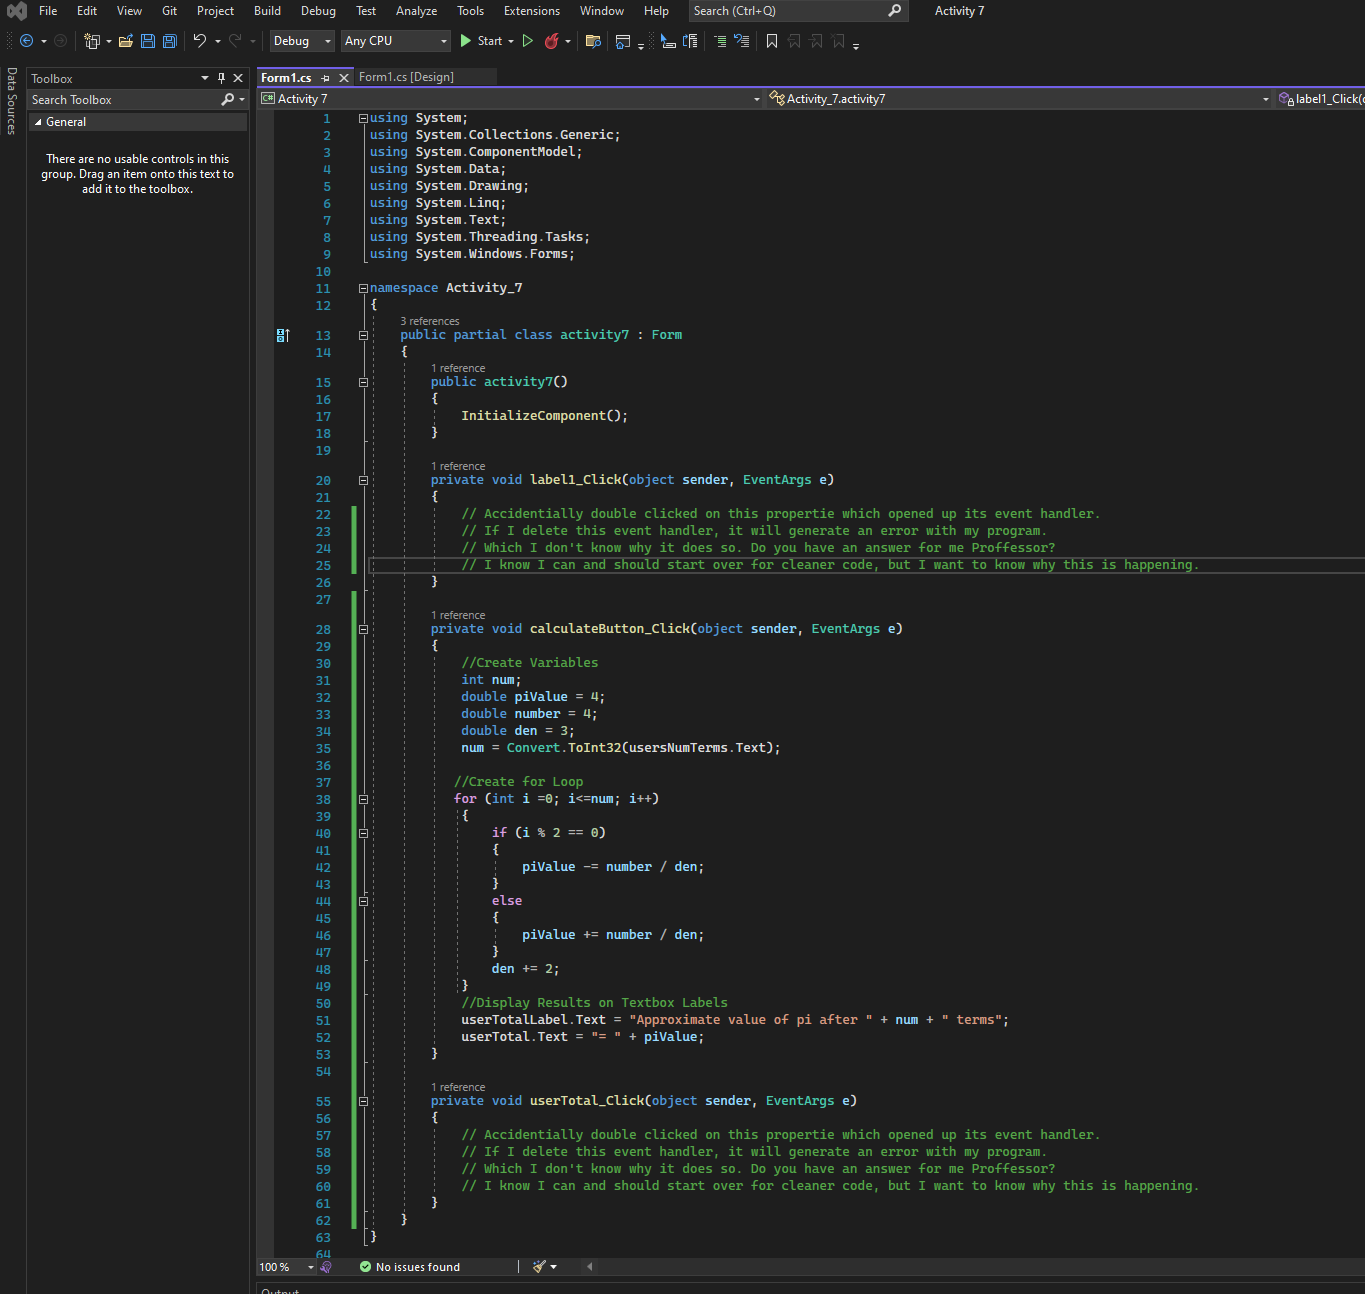 File Edit View Git Project Build Debug Test Analyze Tools Extensions Window Help Search (Ctrl+Q) Activity 7
Debug Any CPU Start
Data Sources
Toolbox
Search Toolbox
General
There are no usable controls in this
group. Drag an item onto this text to
add it to the toolbox.
Form1.cs Form1.cs [Design]
C# Activity 7 Activity_7.activity7 label1_Click(
1 using System;
2 using System.Collections.Generic;
3 using System.ComponentModel;
4 using System.Data;
5 using System.Drawing;
6 using System.Linq;
7 using System.Text;
8 using System.Threading.Tasks;
9 using System.Windows.Forms;
10
11 namespace Activity_7
12 {
3 references
13 public partial class activity7 : Form
14 {
1 reference
15 public activity7()
16 {
17 InitializeComponent();
18 }
19
1 reference
20 private void label1_Click(object sender, EventArgs e)
21 {
22 // Accidentially double clicked on this propertie which opened up its event handler.
23 // If I delete this event handler, it will generate an error with my program.
24 // Which I don't know why it does so. Do you have an answer for me Proffessor?
25 // I know I can and should start over for cleaner code, but I want to know why this is happening.
26 }
27
1 reference
28 private void calculateButton_Click(object sender, EventArgs e)
29 {
30 //Create Variables
31 int num;
32 double piValue = 4;
33 double number = 4;
34 double den = 3;
35 num = Convert.ToInt32(usersNumTerms.Text);
36
37 //Create for Loop
38 for (int i =0; i<=num; i++)
39 {
40 if (i % 2 == 0)
41 {
42 piValue -= number / den;
43 }
44 else
45 {
46 piValue += number / den;
47 }
48 den += 2;
49 }
50 //Display Results on Textbox Labels
51 userTotalLabel.Text = "Approximate value of pi after " + num + " terms";
52 userTotal.Text = "= " + piValue;
53 }
54
1 reference
55 private void userTotal_Click(object sender, EventArgs e)
56 {
57 // Accidentially double clicked on this propertie which opened up its event handler.
58 // If I delete this event handler, it will generate an error with my program.
59 // Which I don't know why it does so. Do you have an answer for me Proffessor?
60 // I know I can and should start over for cleaner code, but I want to know why this is happening.
61 }
62 }
63 }
64
100 % No issues found
Output